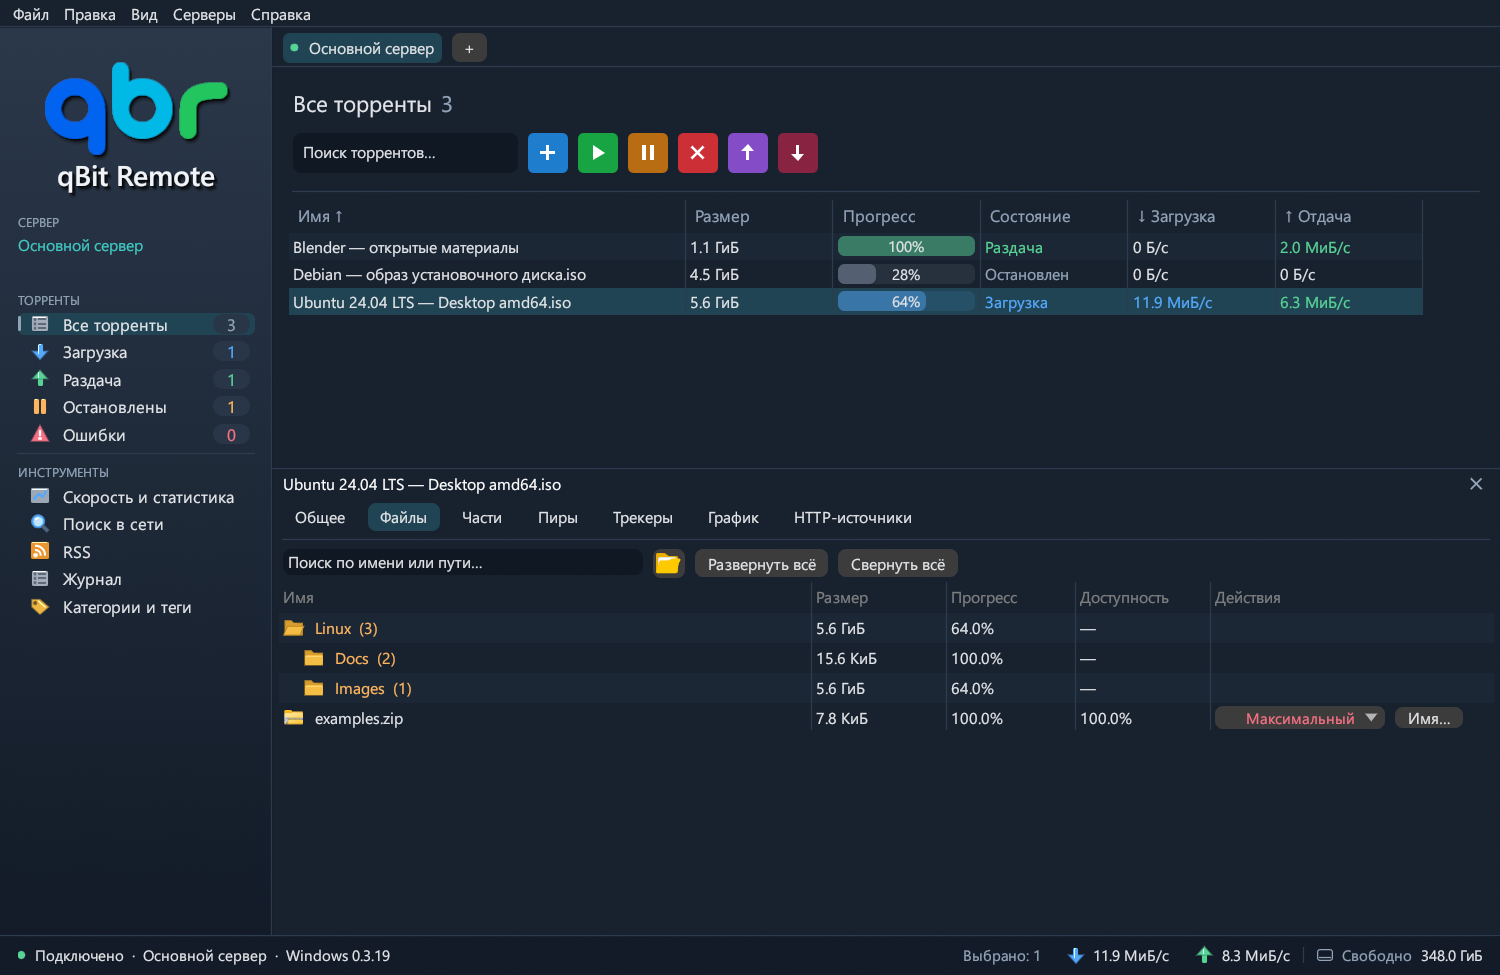 Файл Правка Вид Серверы Справка
qbr
qBit Remote
СЕРВЕР
Основной сервер
ТОРРЕНТЫ
Все торренты 3
Загрузка 1
Раздача 1
Остановлены 1
Ошибки 0
ИНСТРУМЕНТЫ
Скорость и статистика
Поиск в сети
RSS
Журнал
Категории и теги
Основной сервер +
Все торренты 3
Поиск торрентов...
Имя ↑ Размер Прогресс Состояние ↓ Загрузка ↑ Отдача
Blender — открытые материалы 1.1 ГиБ 100% Раздача 0 Б/с 2.0 МиБ/с
Debian — образ установочного диска.iso 4.5 ГиБ 28% Остановлен 0 Б/с 0 Б/с
Ubuntu 24.04 LTS — Desktop amd64.iso 5.6 ГиБ 64% Загрузка 11.9 МиБ/с 6.3 МиБ/с
Ubuntu 24.04 LTS — Desktop amd64.iso
Общее Файлы Части Пиры Трекеры График HTTP-источники
Поиск по имени или пути... Развернуть всё Свернуть всё
Имя Размер Прогресс Доступность Действия
Linux (3) 5.6 ГиБ 64.0% —
Docs (2) 15.6 КиБ 100.0% —
Images (1) 5.6 ГиБ 64.0% —
examples.zip 7.8 КиБ 100.0% 100.0% Максимальный Имя...
Подключено · Основной сервер · Windows 0.3.19 Выбрано: 1 11.9 МиБ/с 8.3 МиБ/с Свободно 348.0 ГиБ